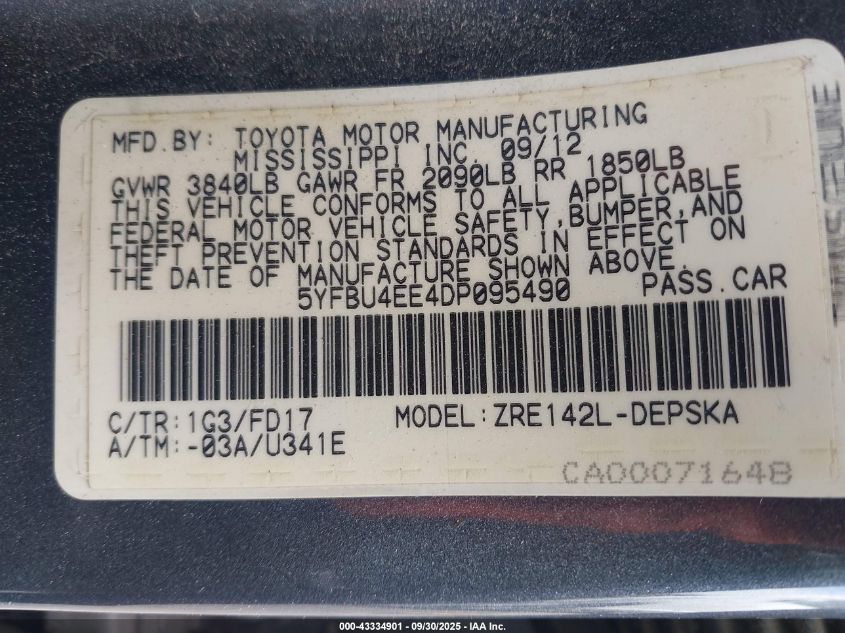 MFD.BY: TOYOTA MOTOR MANUFACTURING
MISSISSIPPI INC. 09/12
GVWR 3840LB GAWR FR 2090LB RR 1850LB
THIS VEHICLE CONFORMS TO ALL APPLICABLE
FEDERAL MOTOR VEHICLE SAFETY,BUMPER,AND
THEFT PREVENTION STANDARDS IN EFFECT ON
THE DATE OF MANUFACTURE SHOWN ABOVE.
5YFBU4EE4DP095490 PASS.CAR
C/TR:1G3/FD17 MODEL:ZRE142L-DEPSKA
A/TM:-03A/U341E
CA00071648
000-43334901 - 09/30/2025 - IAA Inc.